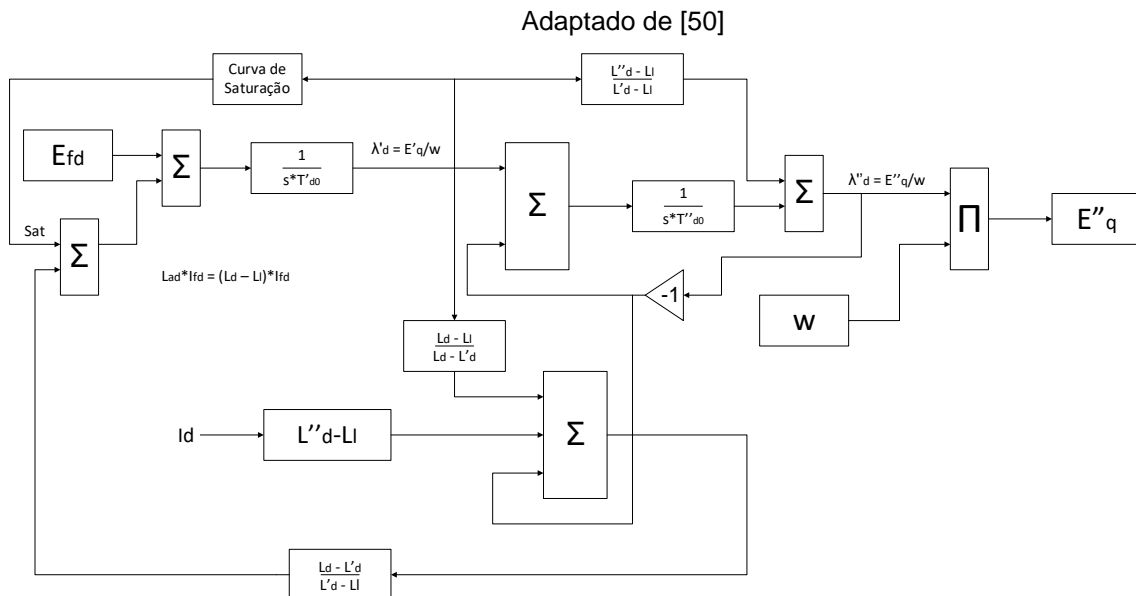 Adaptado de [50]
Curva de
Saturação
L''d - Ll
L'd - Ll
Efd
Σ
1
s*T'd0
λ'd = E'q/w
Σ
1
s*T''d0
Σ
λ''d = E''q/w
Π
E''q
Sat
Σ
Lad*Ifd = (Ld – Ll)*Ifd
-1
w
Ld - Ll
Ld - L'd
Id
L''d-Ll
Σ
Ld - L'd
L'd - Ll